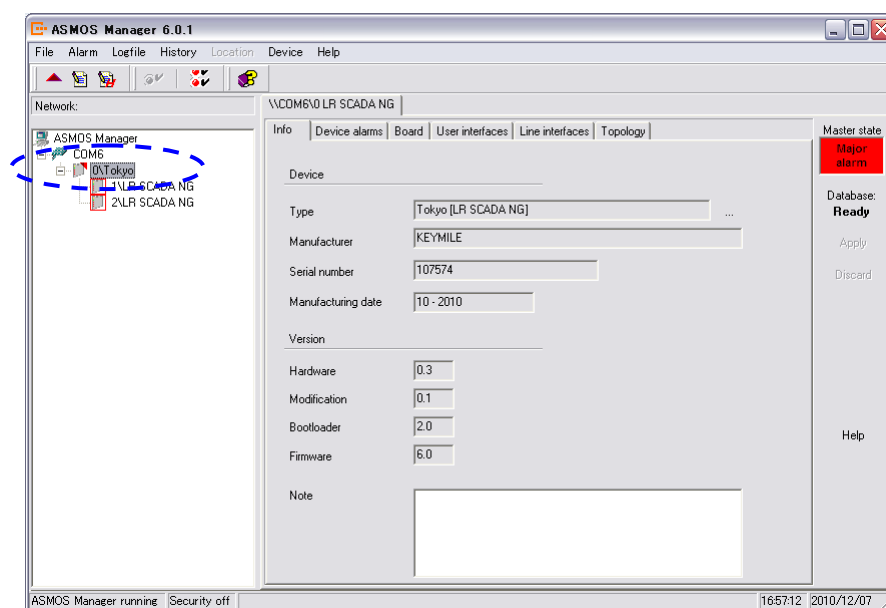 ASMOS Manager 6.0.1
File Alarm Logfile History Location Device Help
Network:
\\COM6\0 LR SCADA NG
ASMOS Manager
COM6
0\Tokyo
1\LR SCADA NG
2\LR SCADA NG
Info Device alarms Board User interfaces Line interfaces Topology
Device
Type Tokyo [LR SCADA NG] ...
Manufacturer KEYMILE
Serial number 107574
Manufacturing date 10 - 2010
Version
Hardware 0.3
Modification 0.1
Bootloader 2.0
Firmware 6.0
Note
Master state
Major
alarm
Database:
Ready
Apply
Discard
Help
ASMOS Manager running Security off 16:57:12 2010/12/07